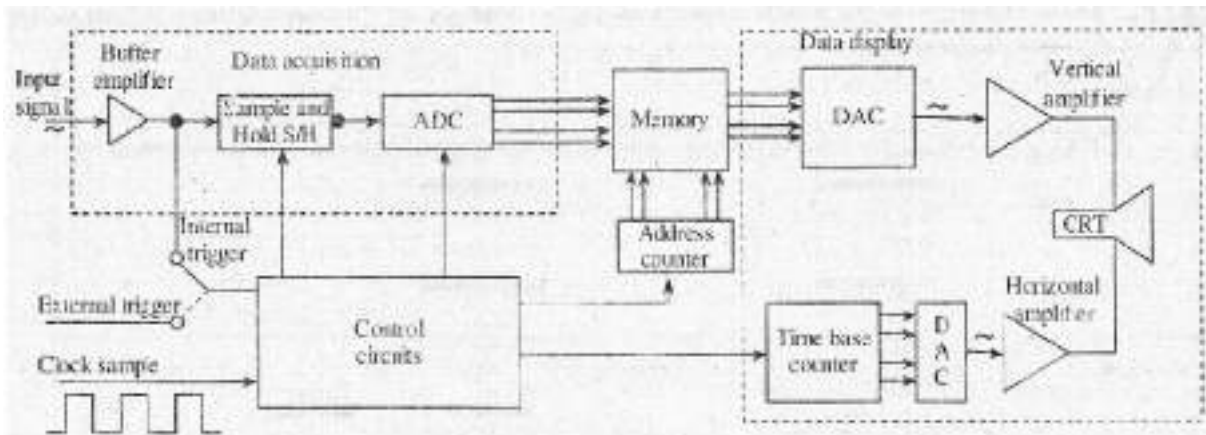 Data display
Buffer
amplifier
Data acquisition
Input
signal
~
Sample and
Hold S/H
ADC
Memory
DAC
~
Vertical
amplifier
Internal
trigger
Address
counter
CRT
External trigger
Control
circuits
Horizontal
amplifier
Time base
counter
D
A
C
~
Clock sample